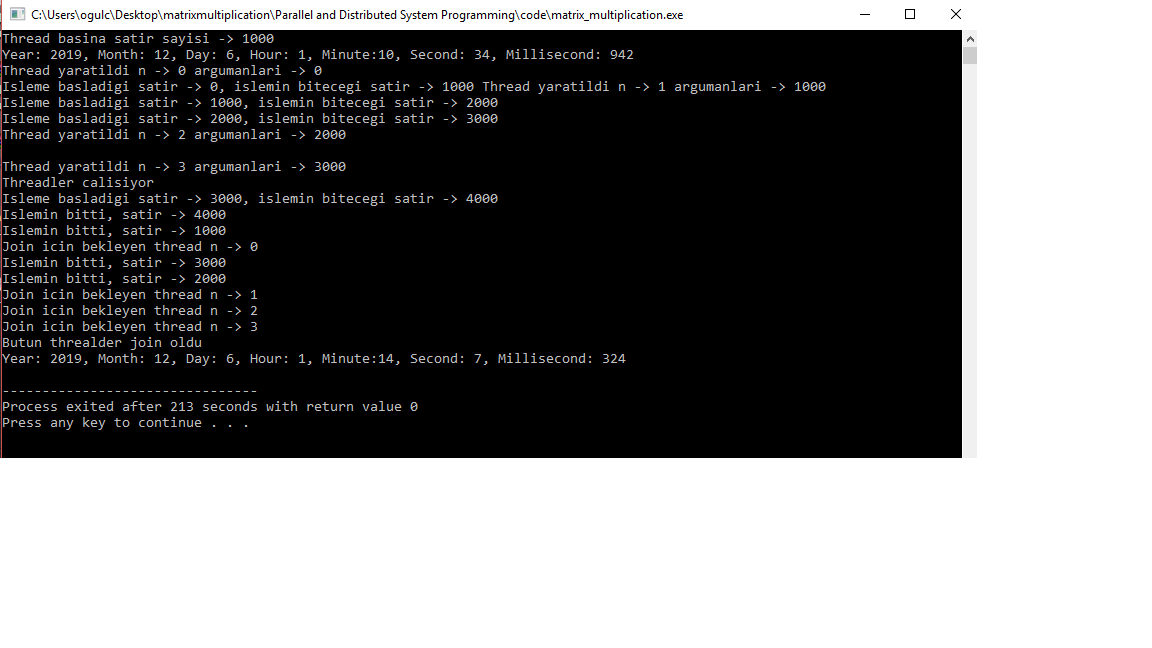 C:\Users\ogulc\Desktop\matrixmultiplication\Parallel and Distributed System Programming\code\matrix_multiplication.exe
Thread basina satir sayisi -> 1000
Year: 2019, Month: 12, Day: 6, Hour: 1, Minute:10, Second: 34, Millisecond: 942
Thread yaratildi n -> 0 argumanlari -> 0
Isleme basladigi satir -> 0, islemin bitecegi satir -> 1000 Thread yaratildi n -> 1 argumanlari -> 1000
Isleme basladigi satir -> 1000, islemin bitecegi satir -> 2000
Isleme basladigi satir -> 2000, islemin bitecegi satir -> 3000
Thread yaratildi n -> 2 argumanlari -> 2000
Thread yaratildi n -> 3 argumanlari -> 3000
Threadler calisiyor
Isleme basladigi satir -> 3000, islemin bitecegi satir -> 4000
Islemin bitti, satir -> 4000
Islemin bitti, satir -> 1000
Join icin bekleyen thread n -> 0
Islemin bitti, satir -> 3000
Islemin bitti, satir -> 2000
Join icin bekleyen thread n -> 1
Join icin bekleyen thread n -> 2
Join icin bekleyen thread n -> 3
Butun threalder join oldu
Year: 2019, Month: 12, Day: 6, Hour: 1, Minute:14, Second: 7, Millisecond: 324
--------------------------------
Process exited after 213 seconds with return value 0
Press any key to continue . . .